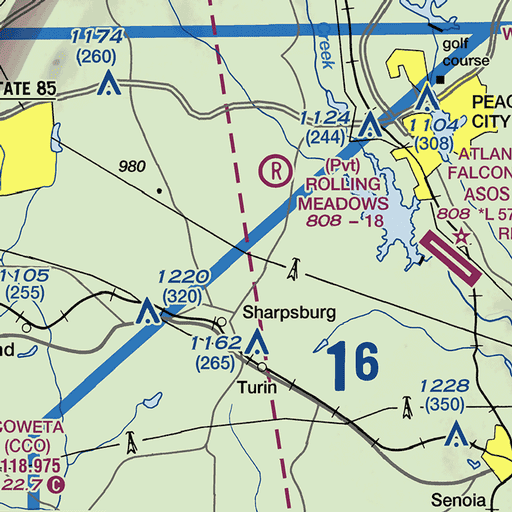 1174
(260)
Creek
golf
course
TATE 85
PEAC
CITY
1124
(244)
1104
(308)
980
R
(Pvt)
ROLLING
MEADOWS
808 - 18
ATLAN
FALCON
ASOS
808 *L 57
1105
(255)
1220
(320)
Sharpsburg
1162
(265)
Turin
16
1228
(350)
nd
COWETA
(CCO)
118.975
22.7 C
Senoia